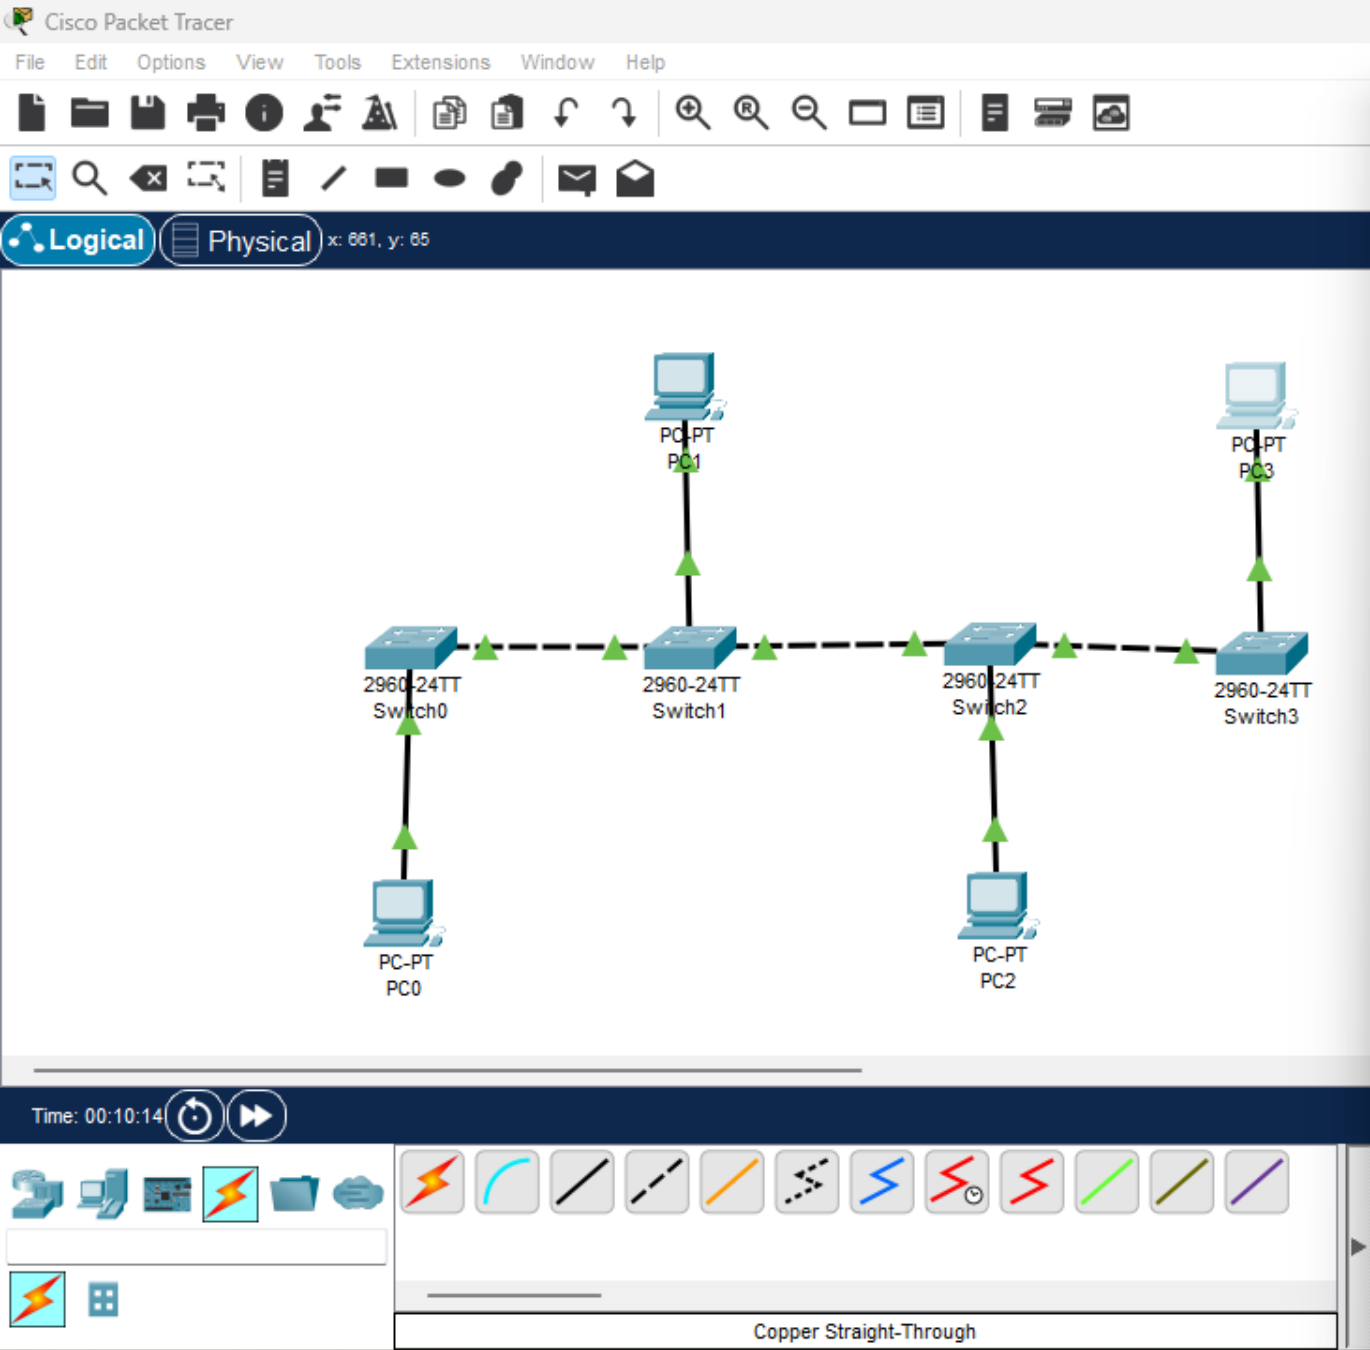 Cisco Packet Tracer
File Edit Options View Tools Extensions Window Help
Logical Physical x: 661, y: 65
PC-PT
PC1
PC-PT
PC3
2960-24TT
Switch0
2960-24TT
Switch1
2960-24TT
Switch2
2960-24TT
Switch3
PC-PT
PC0
PC-PT
PC2
Time: 00:10:14
Copper Straight-Through